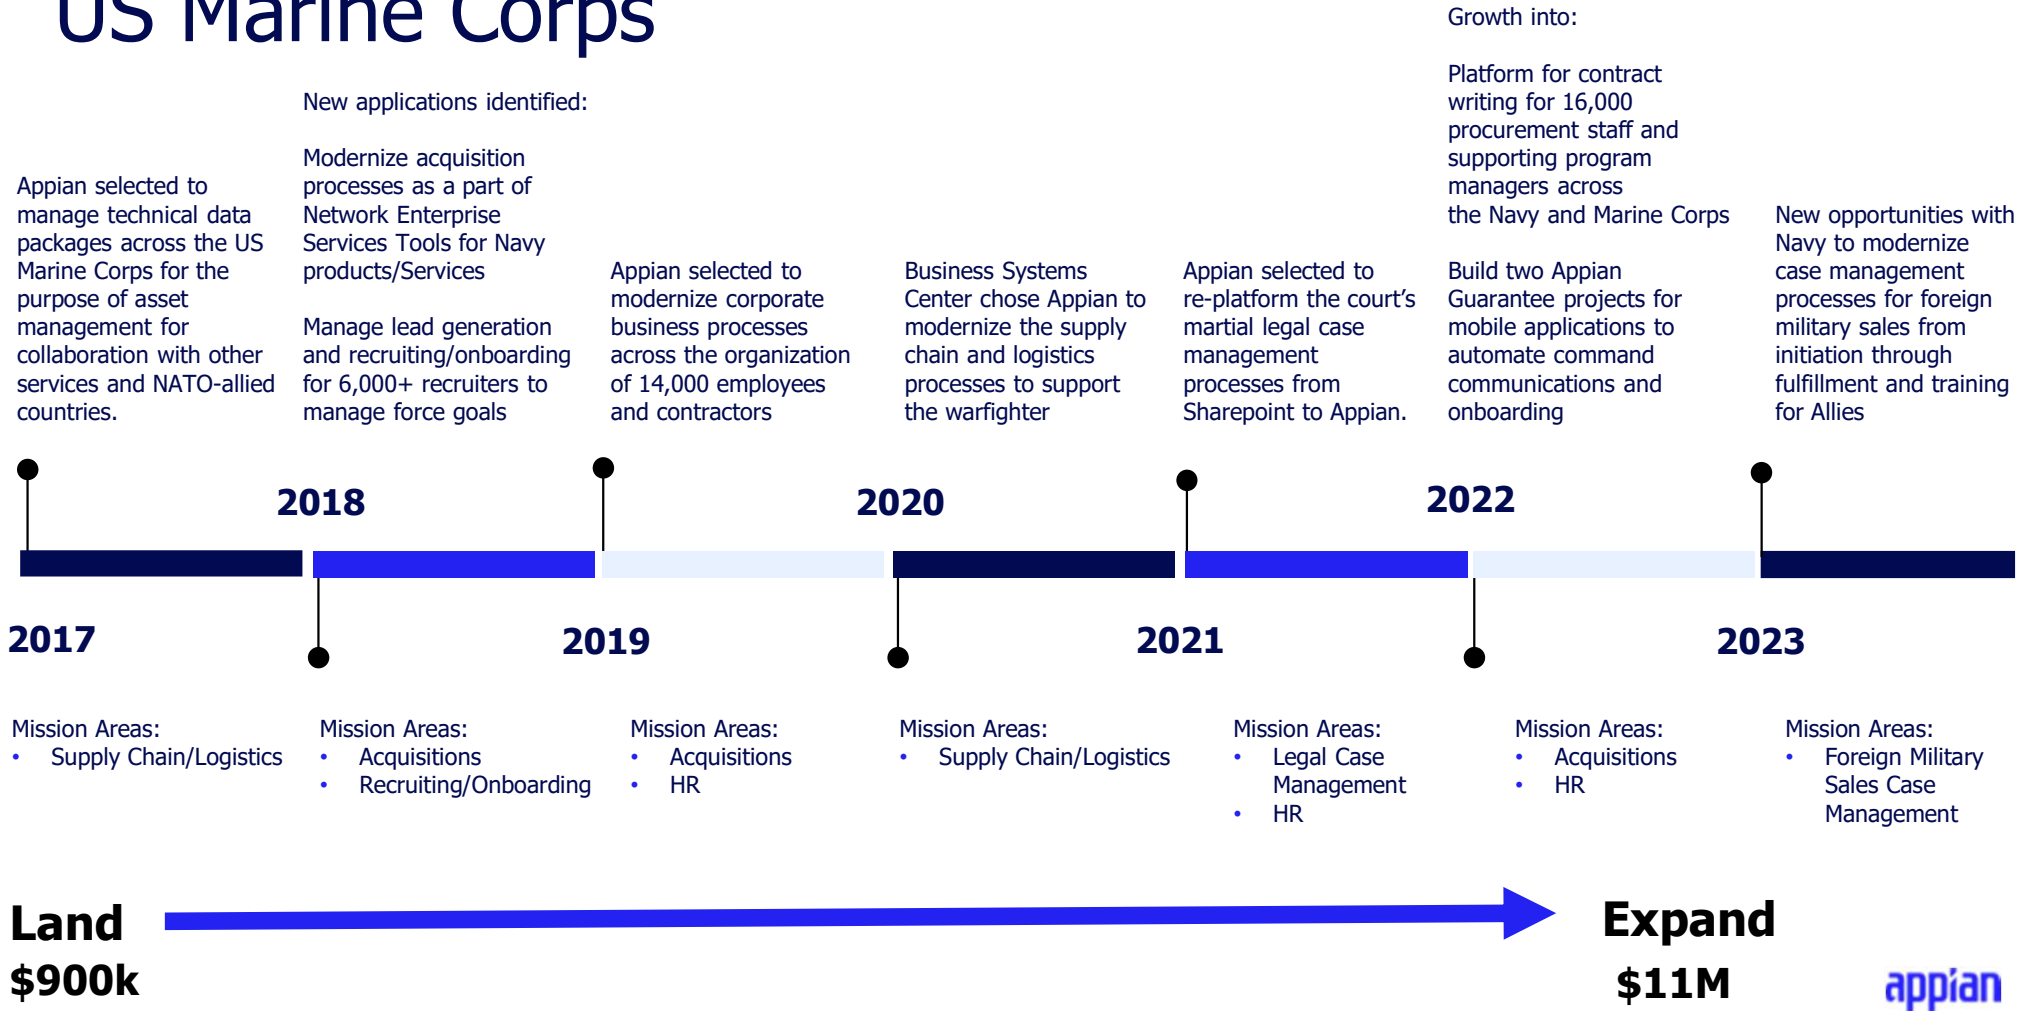 US Marine Corps
Appian selected to
manage technical data
packages across the US
Marine Corps for the
purpose of asset
management for
collaboration with other
services and NATO-allied
countries.
New applications identified:
Modernize acquisition
processes as a part of
Network Enterprise
Services Tools for Navy
products/Services
Manage lead generation
and recruiting/onboarding
for 6,000+ recruiters to
manage force goals
Appian selected to
modernize corporate
business processes
across the organization
of 14,000 employees
and contractors
Business Systems
Center chose Appian to
modernize the supply
chain and logistics
processes to support
the warfighter
Appian selected to
re-platform the court’s
martial legal case
management
processes from
Sharepoint to Appian.
Growth into:
Platform for contract
writing for 16,000
procurement staff and
supporting program
managers across
the Navy and Marine Corps
Build two Appian
Guarantee projects for
mobile applications to
automate command
communications and
onboarding
New opportunities with
Navy to modernize
case management
processes for foreign
military sales from
initiation through
fulfillment and training
for Allies
2017
2018
2019
2020
2021
2022
2023
Mission Areas:
• Supply Chain/Logistics
Mission Areas:
• Acquisitions
• Recruiting/Onboarding
Mission Areas:
• Acquisitions
• HR
Mission Areas:
• Supply Chain/Logistics
Mission Areas:
• Legal Case
Management
• HR
Mission Areas:
• Acquisitions
• HR
Mission Areas:
• Foreign Military
Sales Case
Management
Land
$900k
Expand
$11M
appian